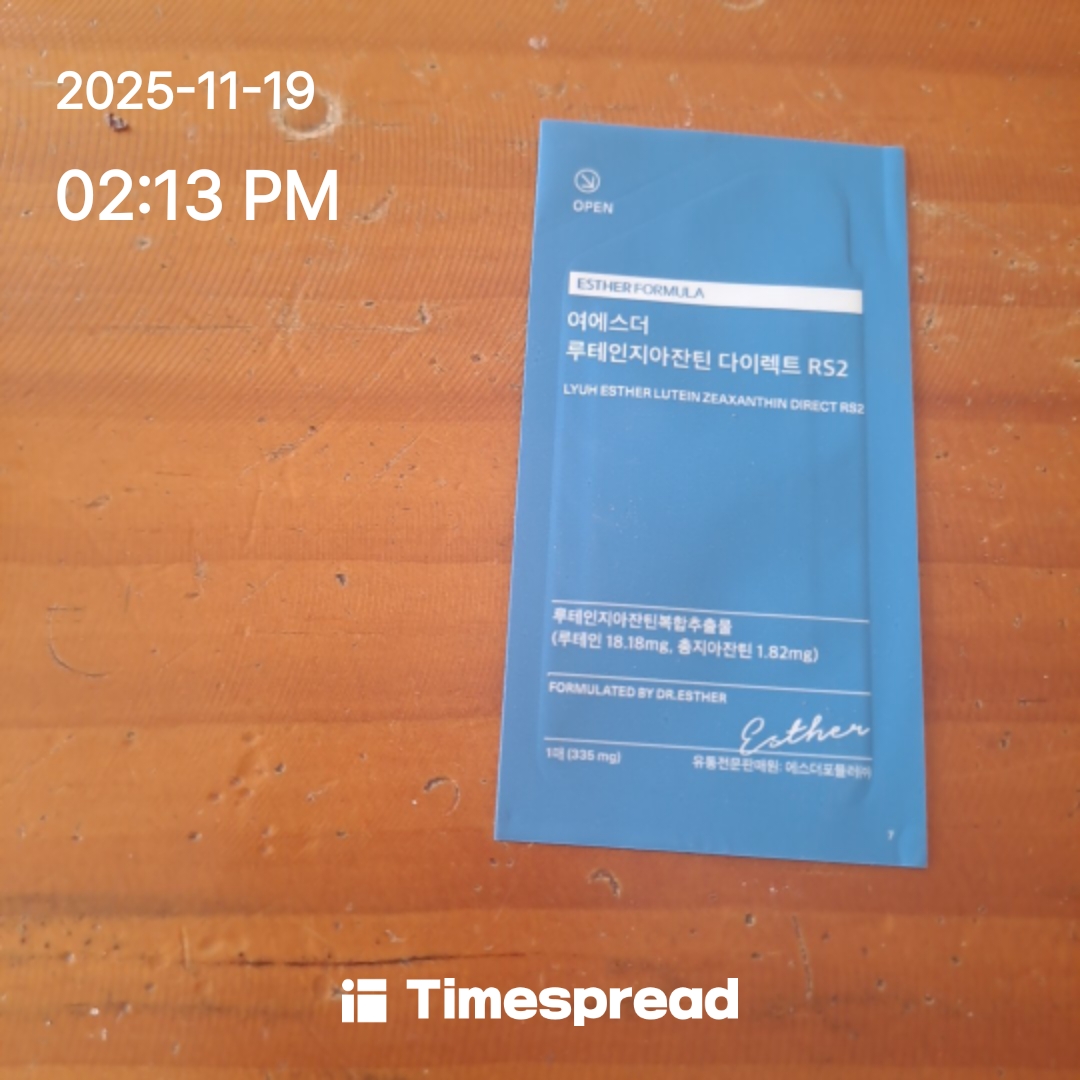 2025-11-19
02:13 PM
OPEN
ESTHER FORMULA
여에스더
루테인지아잔틴 다이렉트 RS2
LYUH ESTHER LUTEIN ZEAXANTHIN DIRECT RS2
루테인지아잔틴복합추출물
(루테인 18.18mg, 총지아잔틴 1.82mg)
FORMULATED BY DR.ESTHER
Esther
1매 (335 mg)
유통전문판매원: 에스더포뮬러㈜
7
Timespread